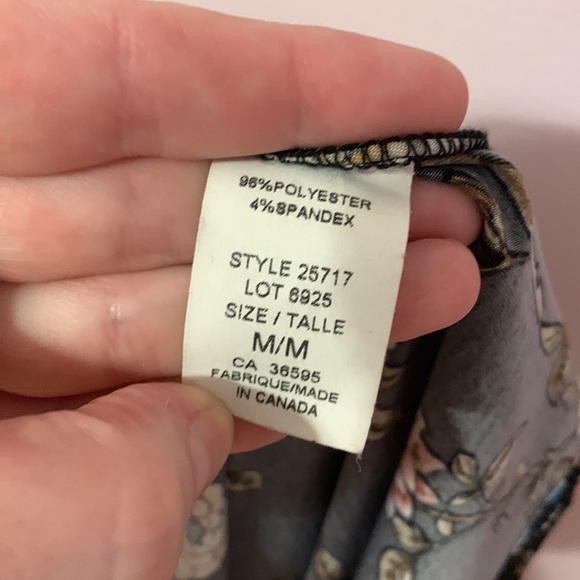 96%POLYESTER
4%SPANDEX
STYLE 25717
LOT 6925
SIZE / TALLE
M/M
CA 36595
FABRIQUE/MADE
IN CANADA